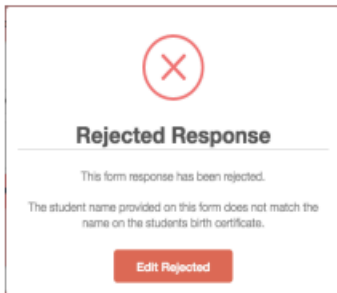 Rejected Response
This form response has been rejected.
The student name provided on this form does not match the
name on the students birth certificate.
Edit Rejected